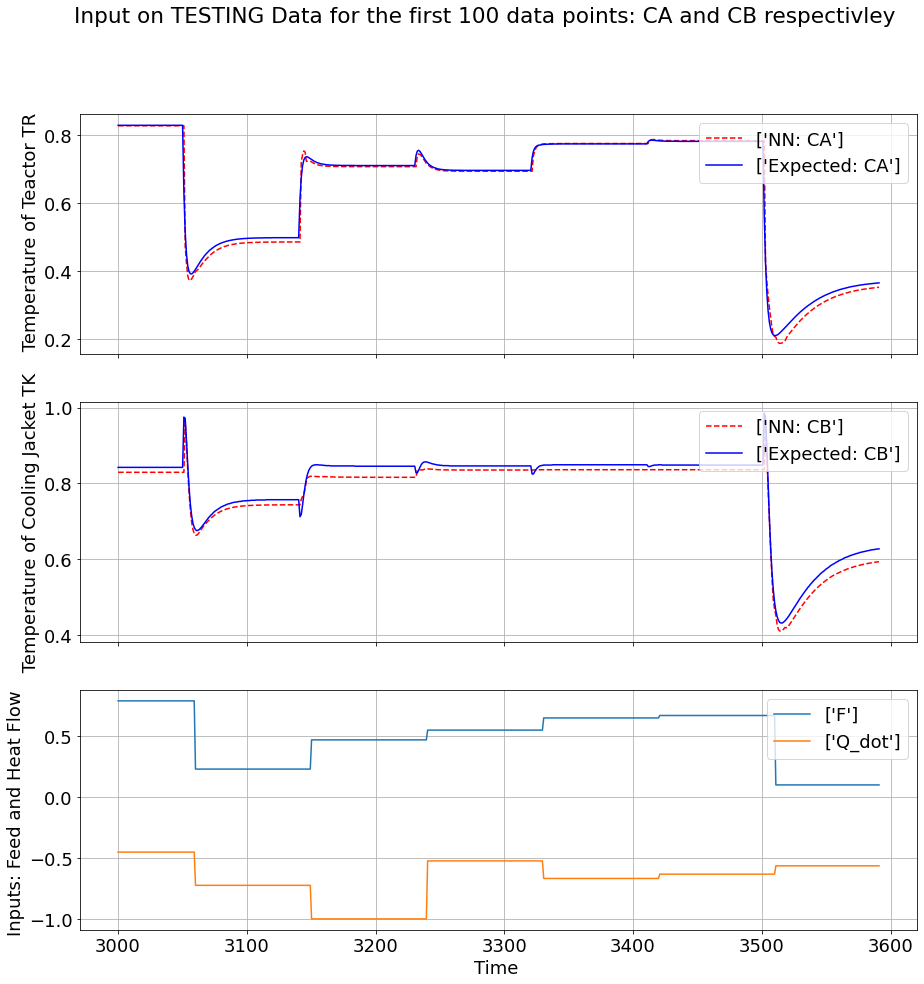 Input on TESTING Data for the first 100 data points: CA and CB respectivley
Temperature of Teactor TR
0.8
0.6
0.4
0.2
['NN: CA']
['Expected: CA']
Temperature of Cooling Jacket TK
1.0
0.8
0.6
0.4
['NN: CB']
['Expected: CB']
Inputs: Feed and Heat Flow
0.5
0.0
−0.5
−1.0
['F']
['Q_dot']
3000 3100 3200 3300 3400 3500 3600
Time